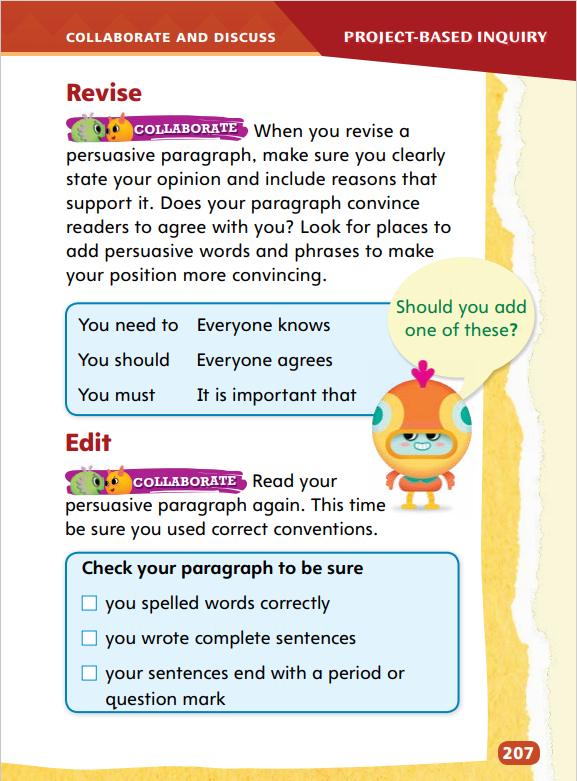 COLLABORATE AND DISCUSS
PROJECT-BASED INQUIRY
Revise
COLLABORATE When you revise a
persuasive paragraph, make sure you clearly
state your opinion and include reasons that
support it. Does your paragraph convince
readers to agree with you? Look for places to
add persuasive words and phrases to make
your position more convincing.
Should you add
one of these?
You need to Everyone knows
You should Everyone agrees
You must It is important that
Edit
COLLABORATE Read your
persuasive paragraph again. This time
be sure you used correct conventions.
Check your paragraph to be sure
you spelled words correctly
you wrote complete sentences
your sentences end with a period or
question mark
207